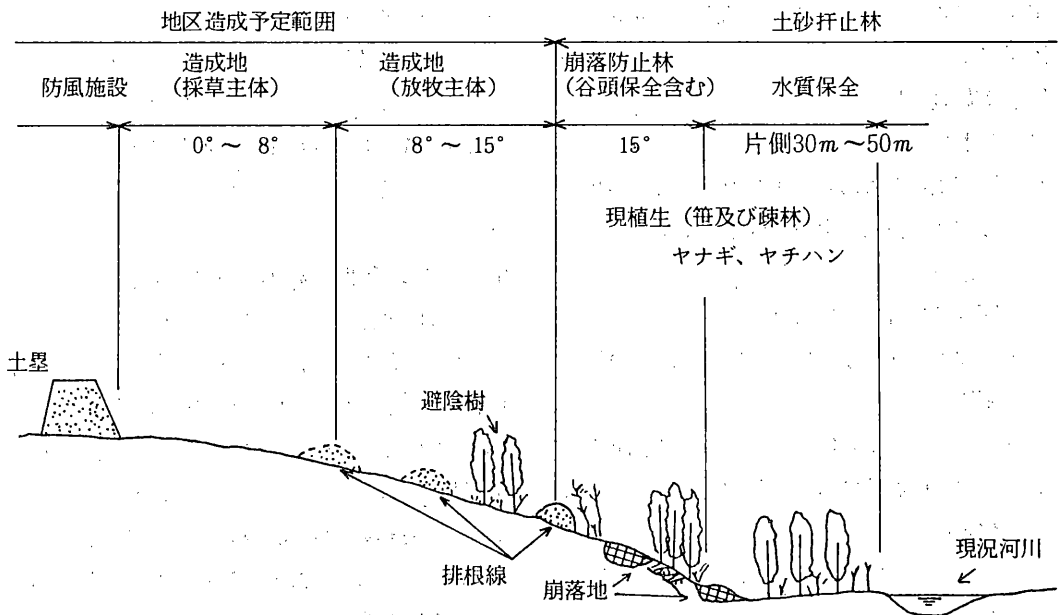 地区造成予定範囲
土砂扞止林
防風施設
造成地
(採草主体)
造成地
(放牧主体)
崩落防止林
(谷頭保全含む)
水質保全
0°～8°
8°～15°
15°
片側30m～50m
現植生(笹及び疎林)
ヤナギ、ヤチハン
土塁
避陰樹
排根線
崩落地
現況河川